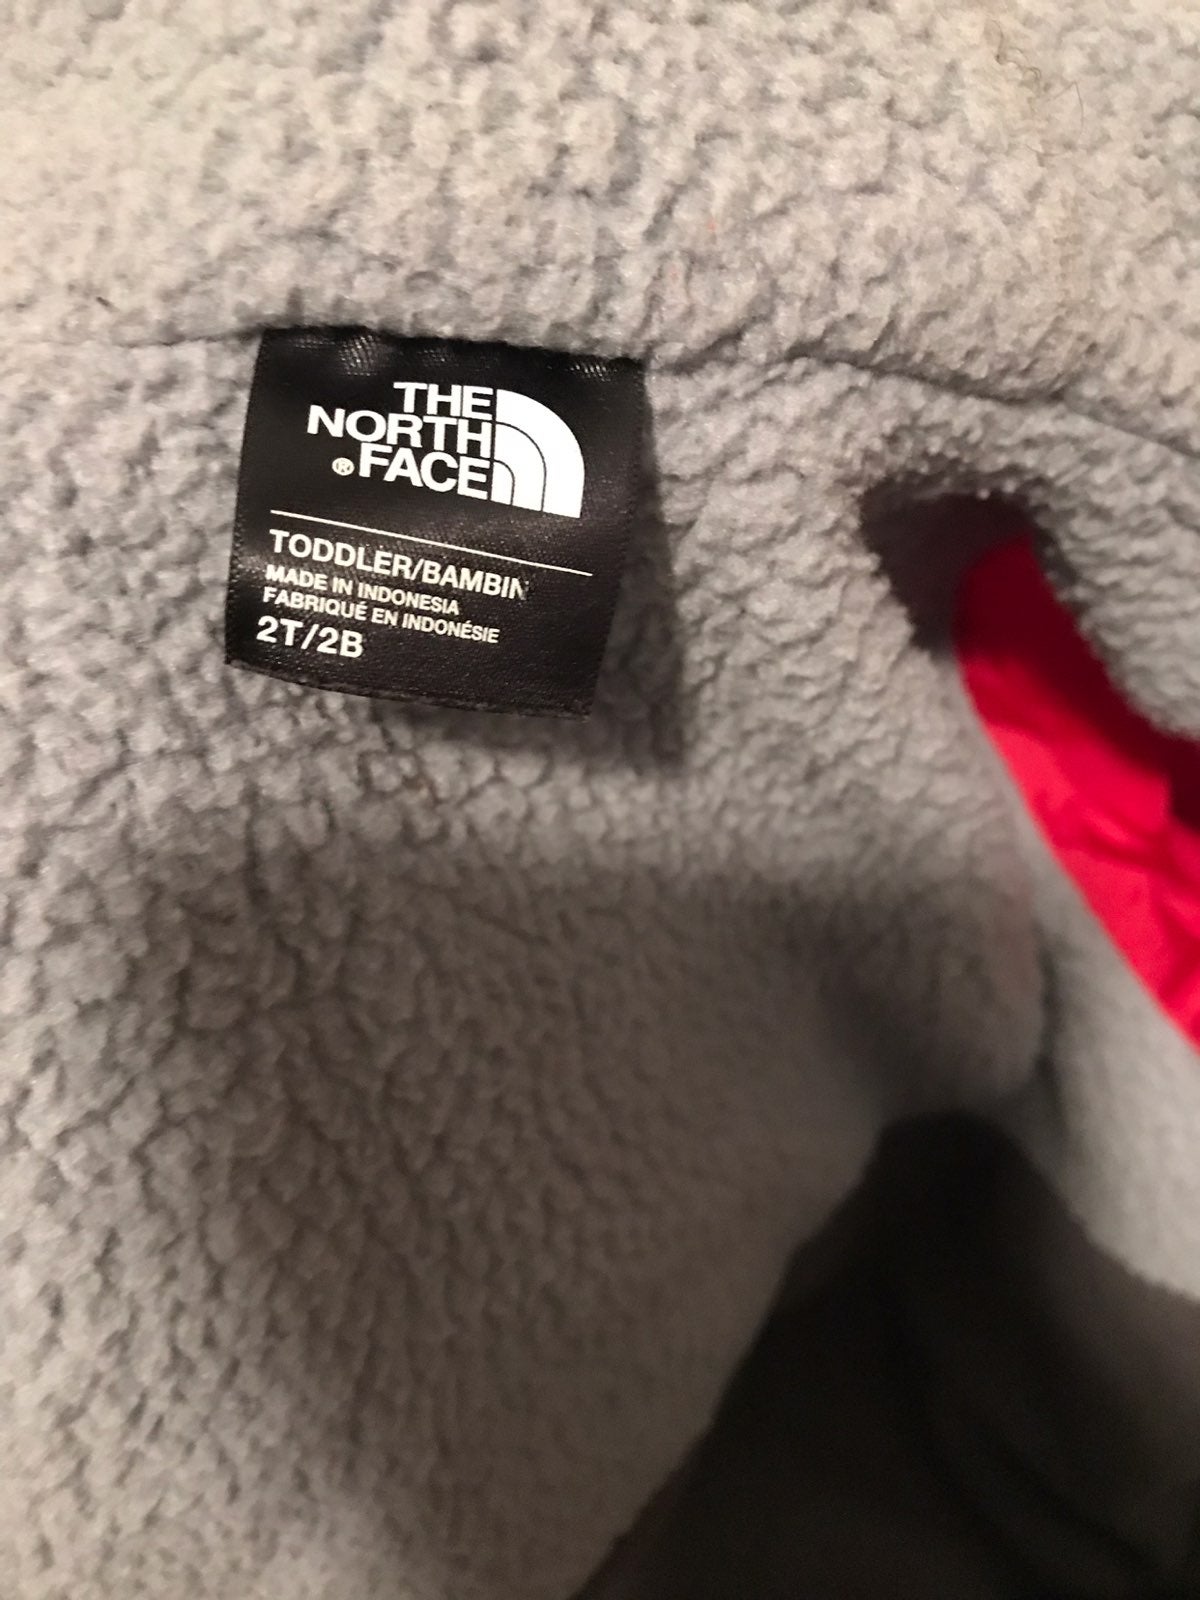 THE
NORTH
® FACE
TODDLER/BAMBIN
MADE IN INDONESIA
FABRIQUÉ EN INDONÉSIE
2T/2B